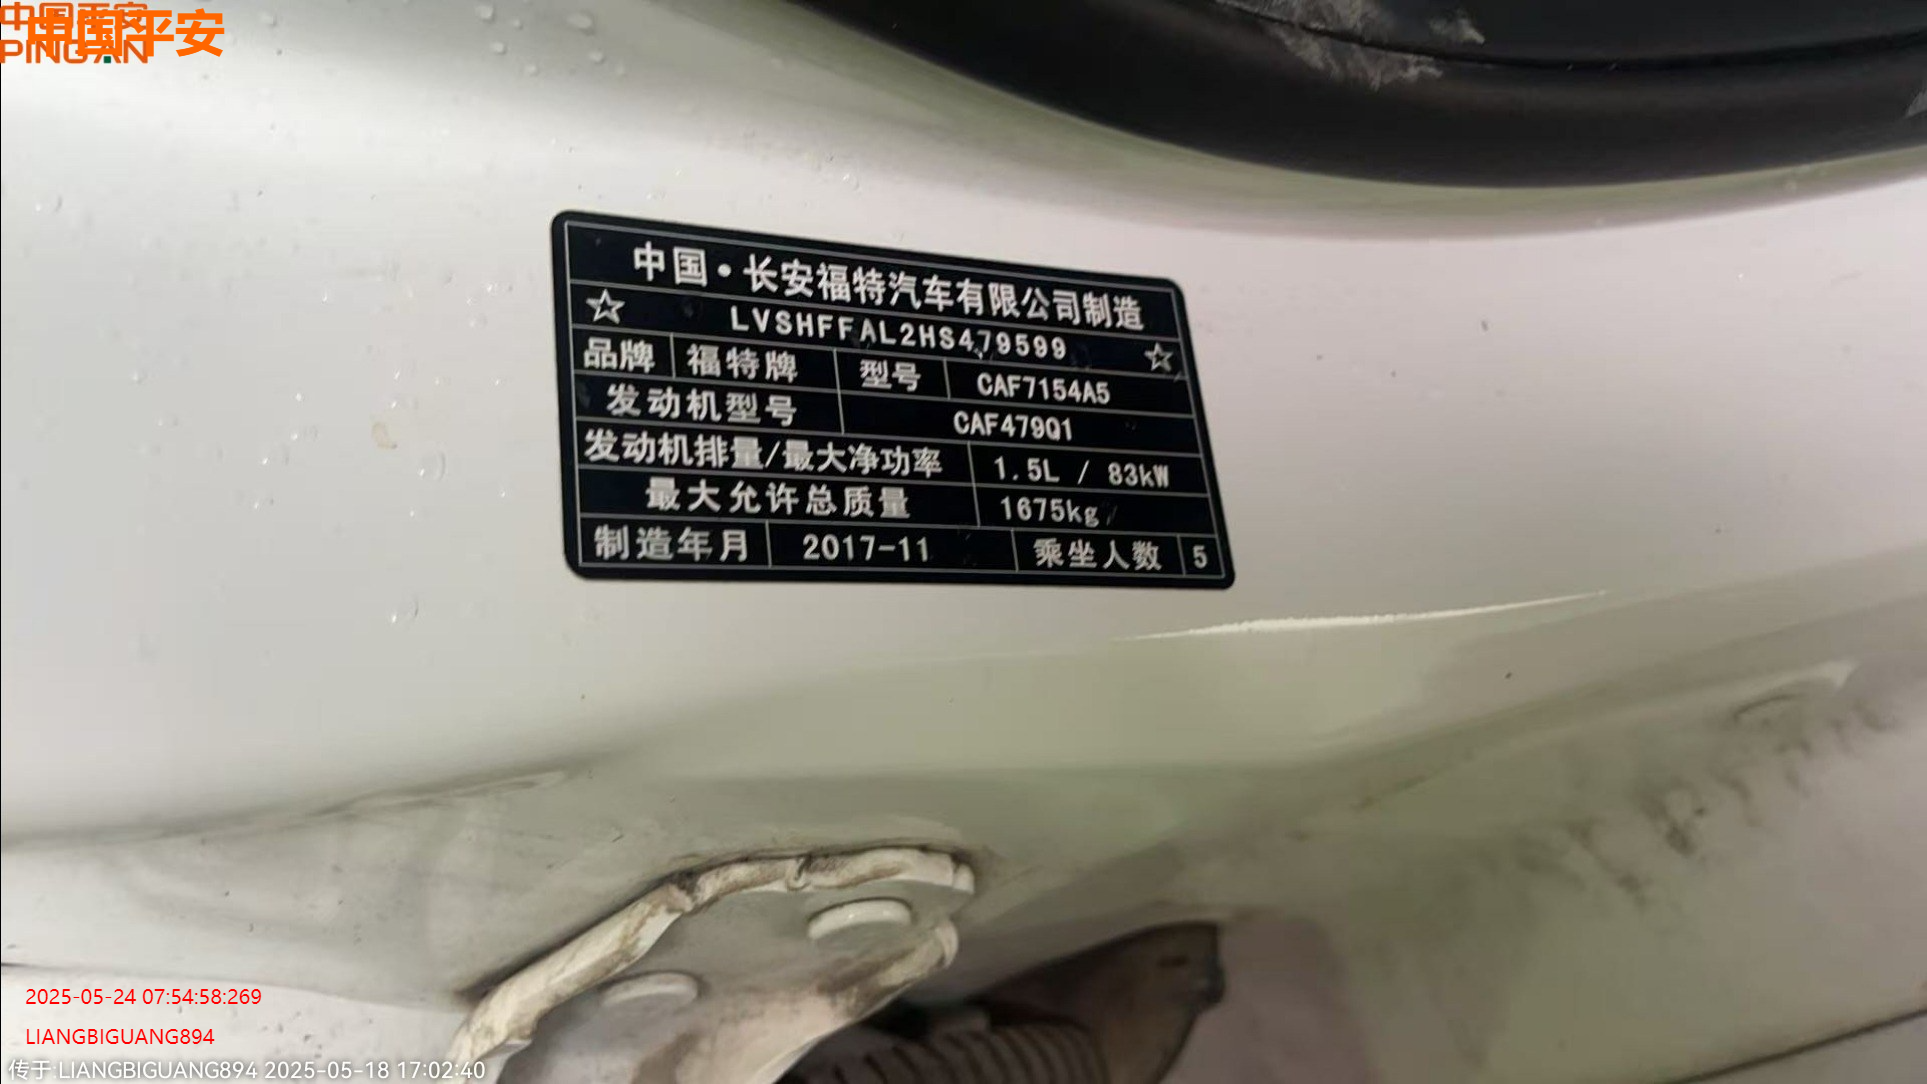 中国平安
PINGAN
中国平安
中国·长安福特汽车有限公司制造
☆ LVSHFFAL2HS479599 ☆
品牌 福特牌 型号 CAF7154A5
发动机型号 CAF479Q1
发动机排量/最大净功率 1.5L / 83kW
最大允许总质量 1675kg
制造年月 2017-11 乘坐人数 5
2025-05-24 07:54:58:269
LIANGBIGUANG894
传于:LIANGBIGUANG894 2025-05-18 17:02:40